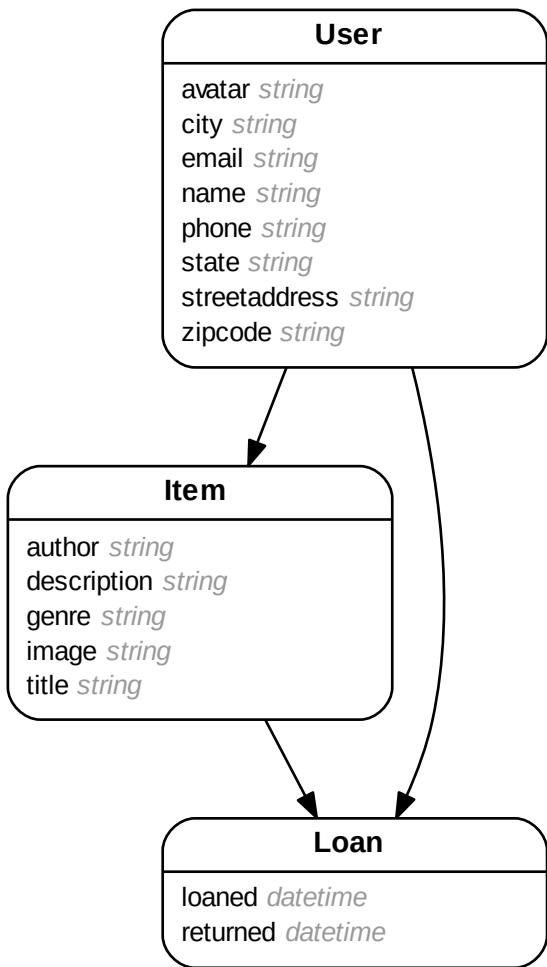 User
avatar string
city string
email string
name string
phone string
state string
streetaddress string
zipcode string
Item
author string
description string
genre string
image string
title string
Loan
loaned datetime
returned datetime